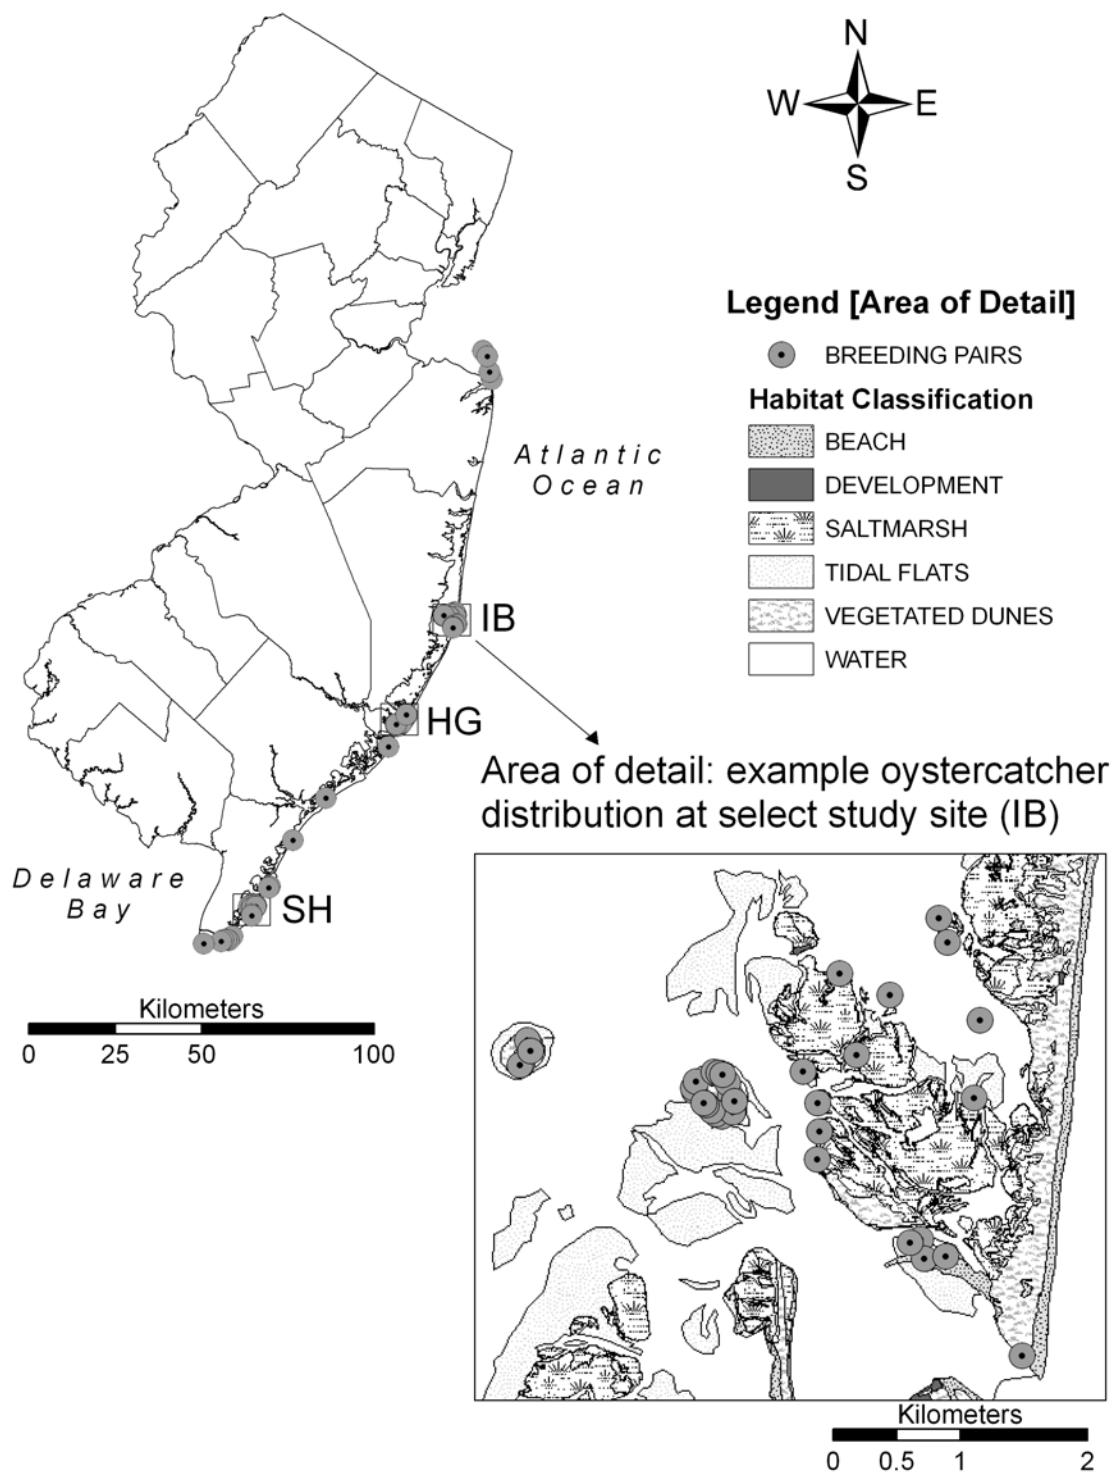 N
W E
S
Legend [Area of Detail]
BREEDING PAIRS
Habitat Classification
BEACH
DEVELOPMENT
SALTMARSH
TIDAL FLATS
VEGETATED DUNES
WATER
Atlantic
Ocean
IB
HG
SH
Delaware
Bay
Kilometers
0 25 50 100
Area of detail: example oystercatcher
distribution at select study site (IB)
Kilometers
0 0.5 1 2